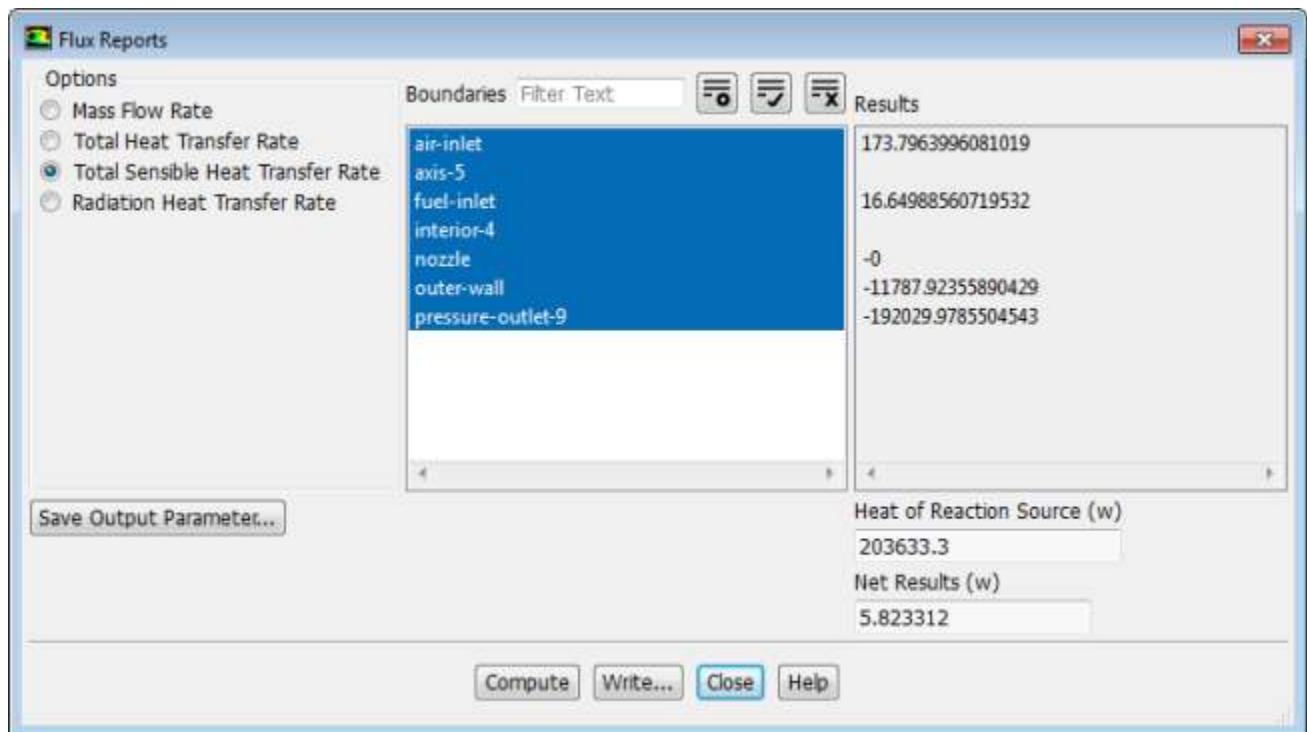 Flux Reports
Options
Mass Flow Rate
Total Heat Transfer Rate
Total Sensible Heat Transfer Rate
Radiation Heat Transfer Rate
Boundaries Filter Text
air-inlet
axis-5
fuel-inlet
interior-4
nozzle
outer-wall
pressure-outlet-9
Results
173.7963996081019
16.64988560719532
-0
-11787.92355890429
-192029.9785504543
Save Output Parameter...
Heat of Reaction Source (w)
203633.3
Net Results (w)
5.823312
Compute Write... Close Help